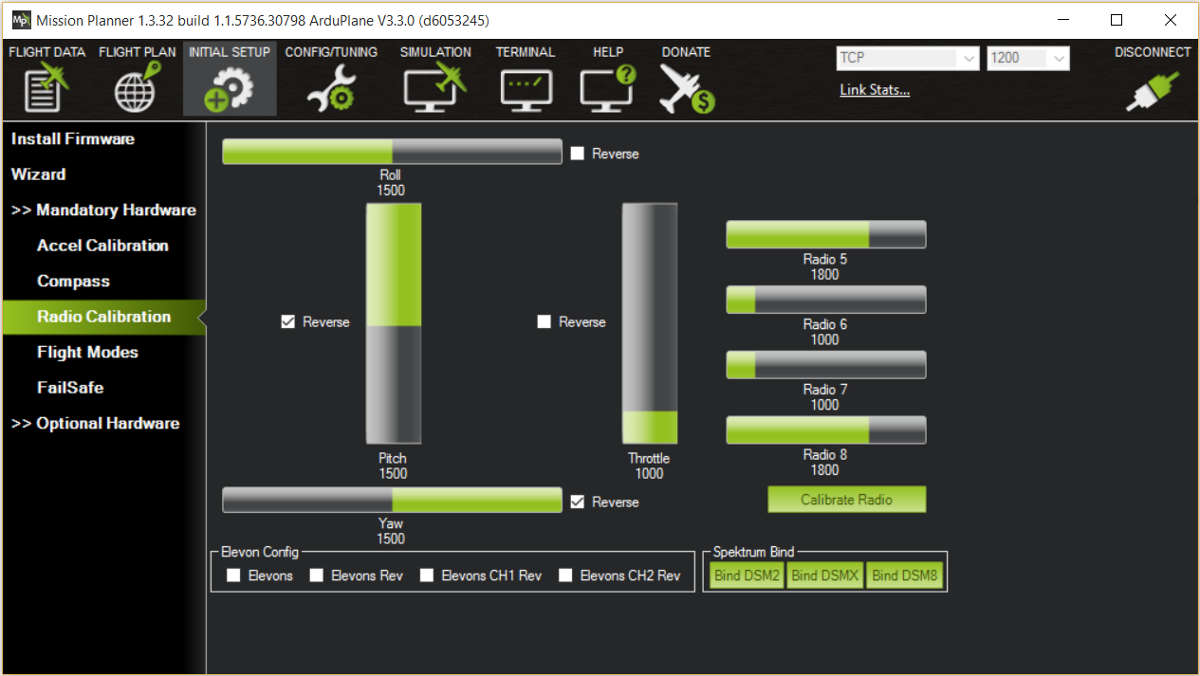 Mp Mission Planner 1.3.32 build 1.1.5736.30798 ArduPlane V3.3.0 (d6053245)
FLIGHT DATA FLIGHT PLAN INITIAL SETUP CONFIG/TUNING SIMULATION TERMINAL HELP DONATE DISCONNECT
TCP 1200
Link Stats...
Install Firmware
Wizard
>> Mandatory Hardware
Accel Calibration
Compass
Radio Calibration
Flight Modes
FailSafe
>> Optional Hardware
Reverse
Roll
1500
Reverse
Pitch
1500
Reverse
Throttle
1000
Radio 5
1800
Radio 6
1000
Radio 7
1000
Radio 8
1800
Reverse
Yaw
1500
Calibrate Radio
Elevon Config
Elevons Elevons Rev Elevons CH1 Rev Elevons CH2 Rev
Spektrum Bind
Bind DSM2 Bind DSMX Bind DSM8